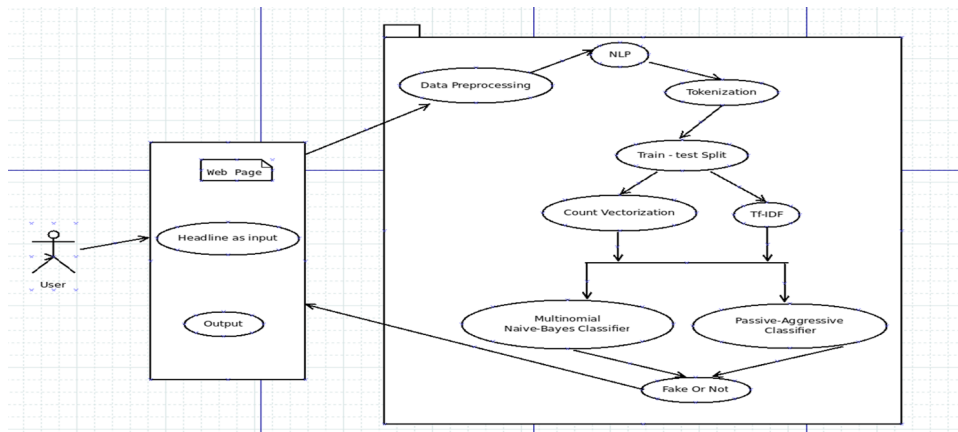 NLP
Data Preprocessing
Tokenization
Train - test Split
Web Page
Count Vectorization
Tf-IDF
Headline as input
User
Output
Multinomial
Naive-Bayes Classifier
Passive-Aggressive
Classifier
Fake Or Not